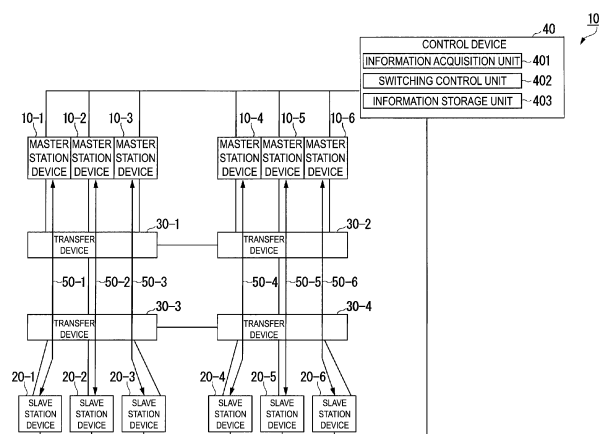 10
40
CONTROL DEVICE
INFORMATION ACQUISITION UNIT
401
SWITCHING CONTROL UNIT
402
INFORMATION STORAGE UNIT
403
10-1
10-2
10-3
10-4
10-5
10-6
MASTER STATION DEVICE
MASTER STATION DEVICE
MASTER STATION DEVICE
MASTER STATION DEVICE
MASTER STATION DEVICE
MASTER STATION DEVICE
30-1
30-2
TRANSFER DEVICE
TRANSFER DEVICE
50-1
50-2
50-3
50-4
50-5
50-6
30-3
30-4
TRANSFER DEVICE
TRANSFER DEVICE
20-1
20-2
20-3
20-4
20-5
20-6
SLAVE STATION DEVICE
SLAVE STATION DEVICE
SLAVE STATION DEVICE
SLAVE STATION DEVICE
SLAVE STATION DEVICE
SLAVE STATION DEVICE